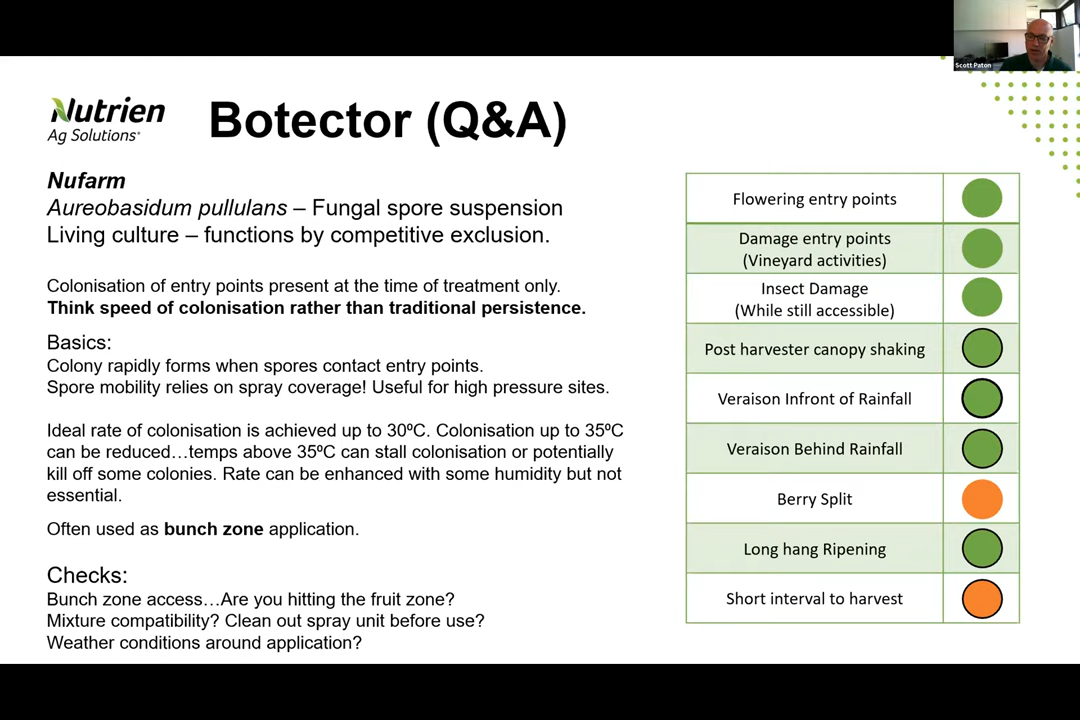 Scott Paton
Nutrien
Ag Solutions
Botector (Q&A)
Nufarm
Aureobasidum pullulans – Fungal spore suspension
Living culture – functions by competitive exclusion.
Colonisation of entry points present at the time of treatment only.
Think speed of colonisation rather than traditional persistence.
Basics:
Colony rapidly forms when spores contact entry points.
Spore mobility relies on spray coverage! Useful for high pressure sites.
Ideal rate of colonisation is achieved up to 30ºC. Colonisation up to 35ºC
can be reduced…temps above 35ºC can stall colonisation or potentially
kill off some colonies. Rate can be enhanced with some humidity but not
essential.
Often used as bunch zone application.
Checks:
Bunch zone access…Are you hitting the fruit zone?
Mixture compatibility? Clean out spray unit before use?
Weather conditions around application?
Flowering entry points
Damage entry points
(Vineyard activities)
Insect Damage
(While still accessible)
Post harvester canopy shaking
Veraison Infront of Rainfall
Veraison Behind Rainfall
Berry Split
Long hang Ripening
Short interval to harvest